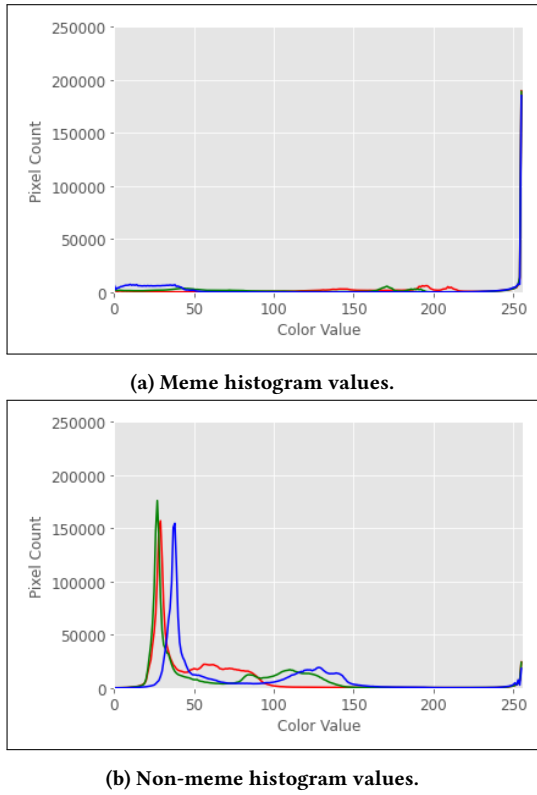 250000
200000
150000
100000
50000
0
Pixel Count
0 50 100 150 200 250
Color Value
(a) Meme histogram values.
250000
200000
150000
100000
50000
0
Pixel Count
0 50 100 150 200 250
Color Value
(b) Non-meme histogram values.